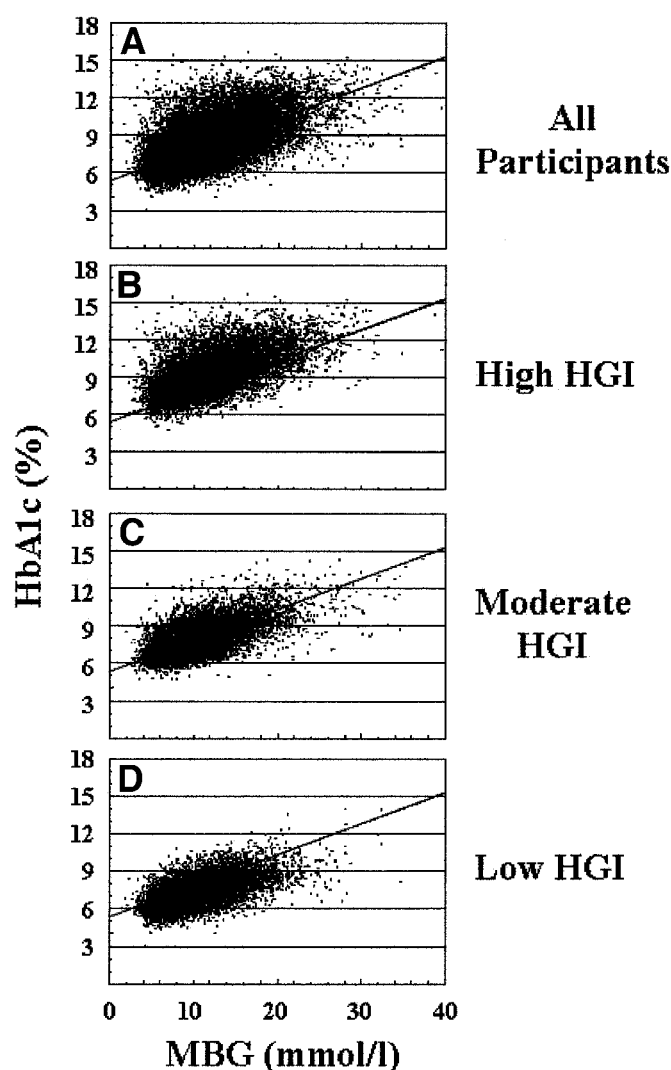 HbA1c (%)
A
18
15
12
9
6
3
All
Participants
B
18
15
12
9
6
3
High HGI
C
18
15
12
9
6
3
Moderate
HGI
D
18
15
12
9
6
3
Low HGI
0 10 20 30 40
MBG (mmol/l)